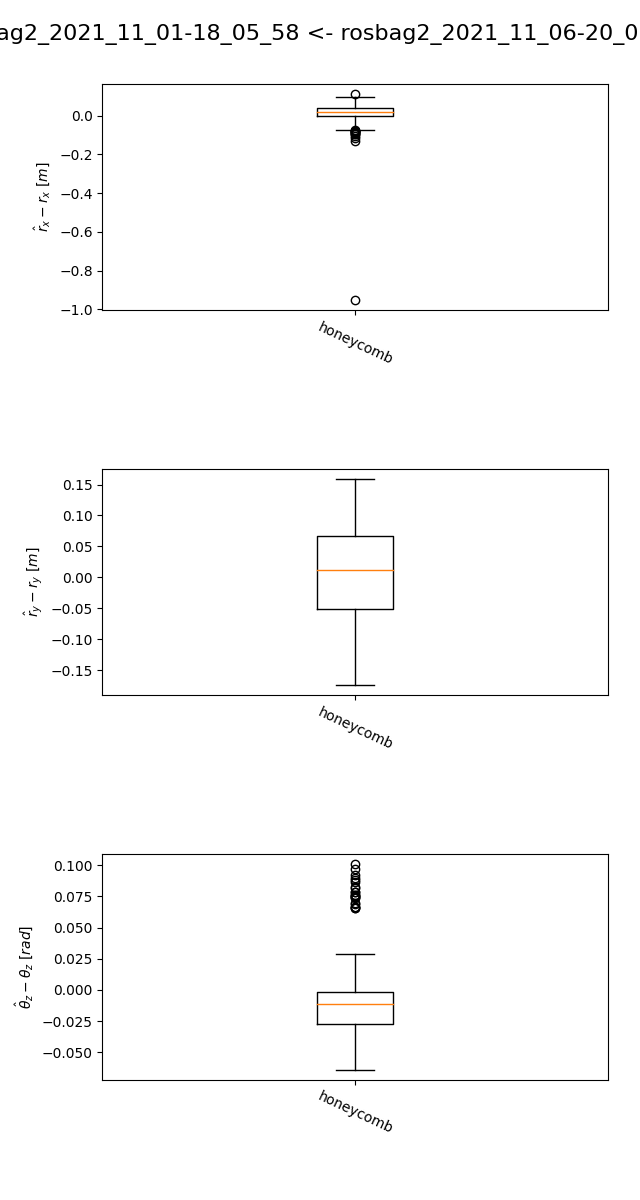 ag2_2021_11_01-18_05_58 <- rosbag2_2021_11_06-20_0
0.0
−0.2
−0.4
−0.6
−0.8
−1.0
r̂x − rx [m]
honeycomb
0.15
0.10
0.05
0.00
−0.05
−0.10
−0.15
r̂y − ry [m]
honeycomb
0.100
0.075
0.050
0.025
0.000
−0.025
−0.050
θ̂z − θz [rad]
honeycomb